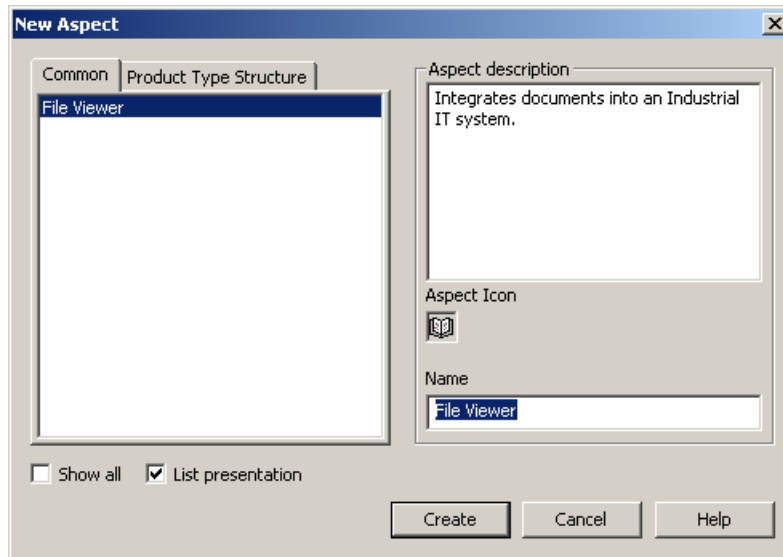 New Aspect
Common
Product Type Structure
File Viewer
Aspect description
Integrates documents into an Industrial
IT system.
Aspect Icon
Name
File Viewer
Show all
List presentation
Create
Cancel
Help